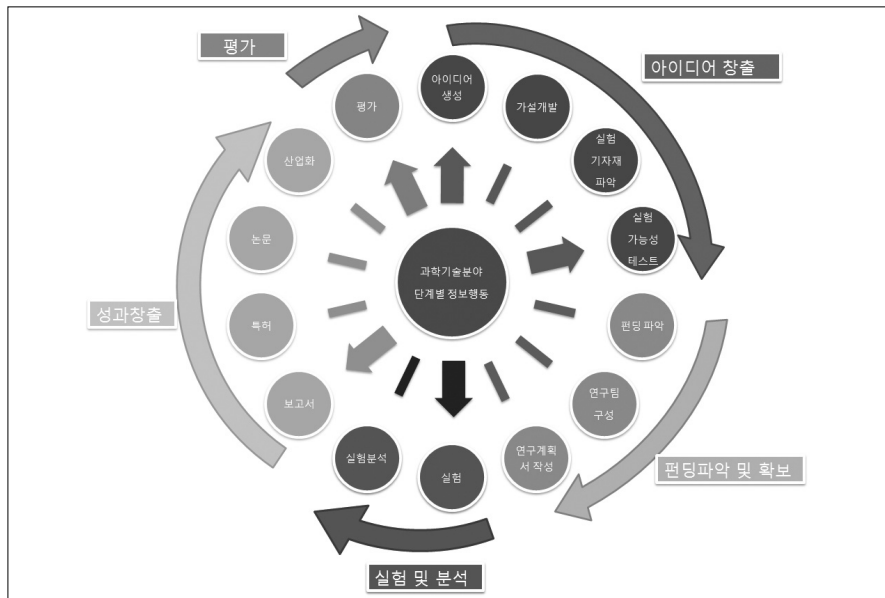 평가
아이디어 창출
아이디어
생성
가설개발
실험
기자재
파악
실험
가능성
테스트
펀딩 파악
연구팀
구성
연구계획
서 작성
실험
실험분석
보고서
특허
논문
산업화
평가
과학기술분야
단계별 정보행동
성과창출
펀딩파악 및 확보
실험 및 분석